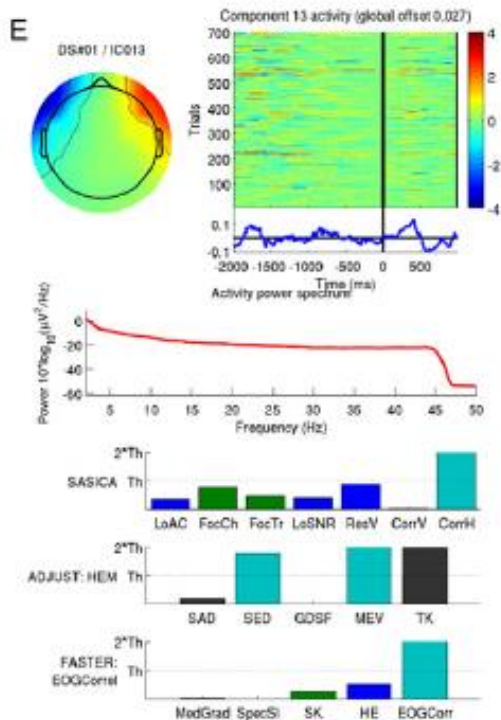 E
Component 13 activity (global offset 0.027)
DS#01 / IC013
700
600
500
400
300
200
100
Trials
4
2
0
-2
-4
0.1
-0.1
-2000 -1500 -1000 -500 0 500
Time (ms)
Activity power spectrum
Power 10*log10(μV²/Hz)
0
-20
-60
5 10 15 20 25 30 35 40 45 50
Frequency (Hz)
SASICA
2*Th
Th
LoAC FocCh FocTr LoSNR ResV CorrV CorrH
ADJUST: HEM
2*Th
Th
SAD SED GDSF MEV TK
FASTER:
EOGCorrel
2*Th
Th
MedGrad SpecSl SK HE EOGCorr